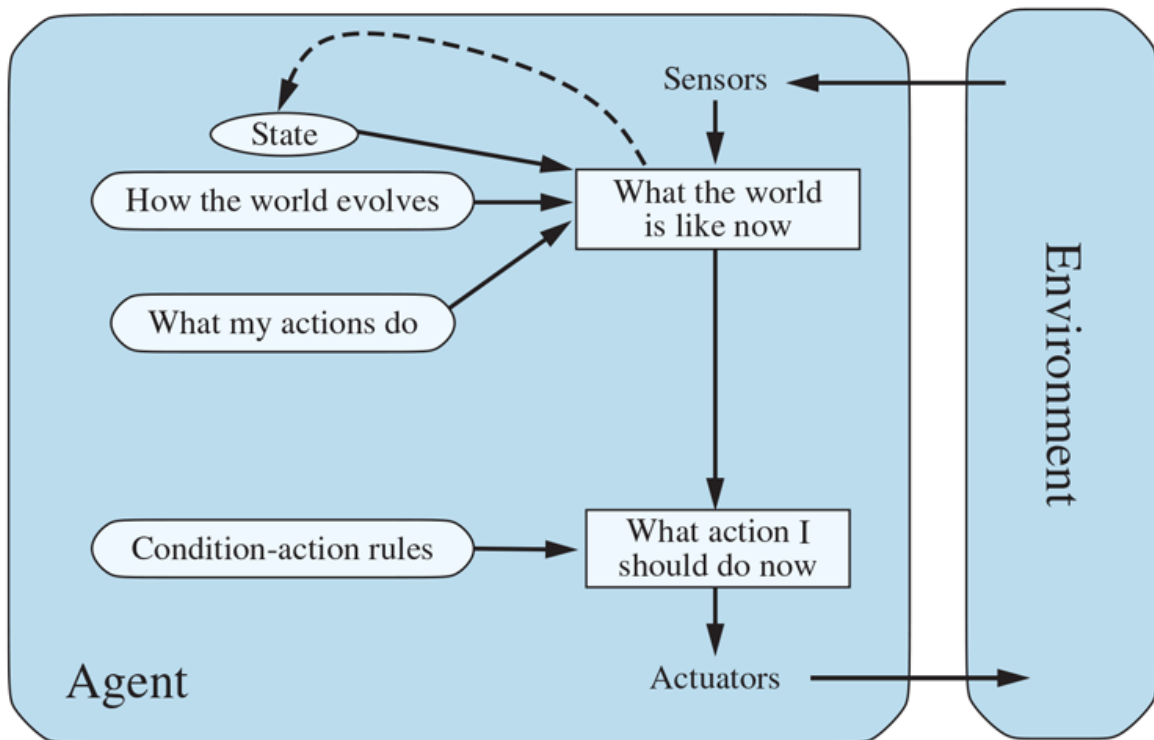 Sensors
State
How the world evolves
What the world
is like now
What my actions do
Environment
Condition-action rules
What action I
should do now
Agent
Actuators